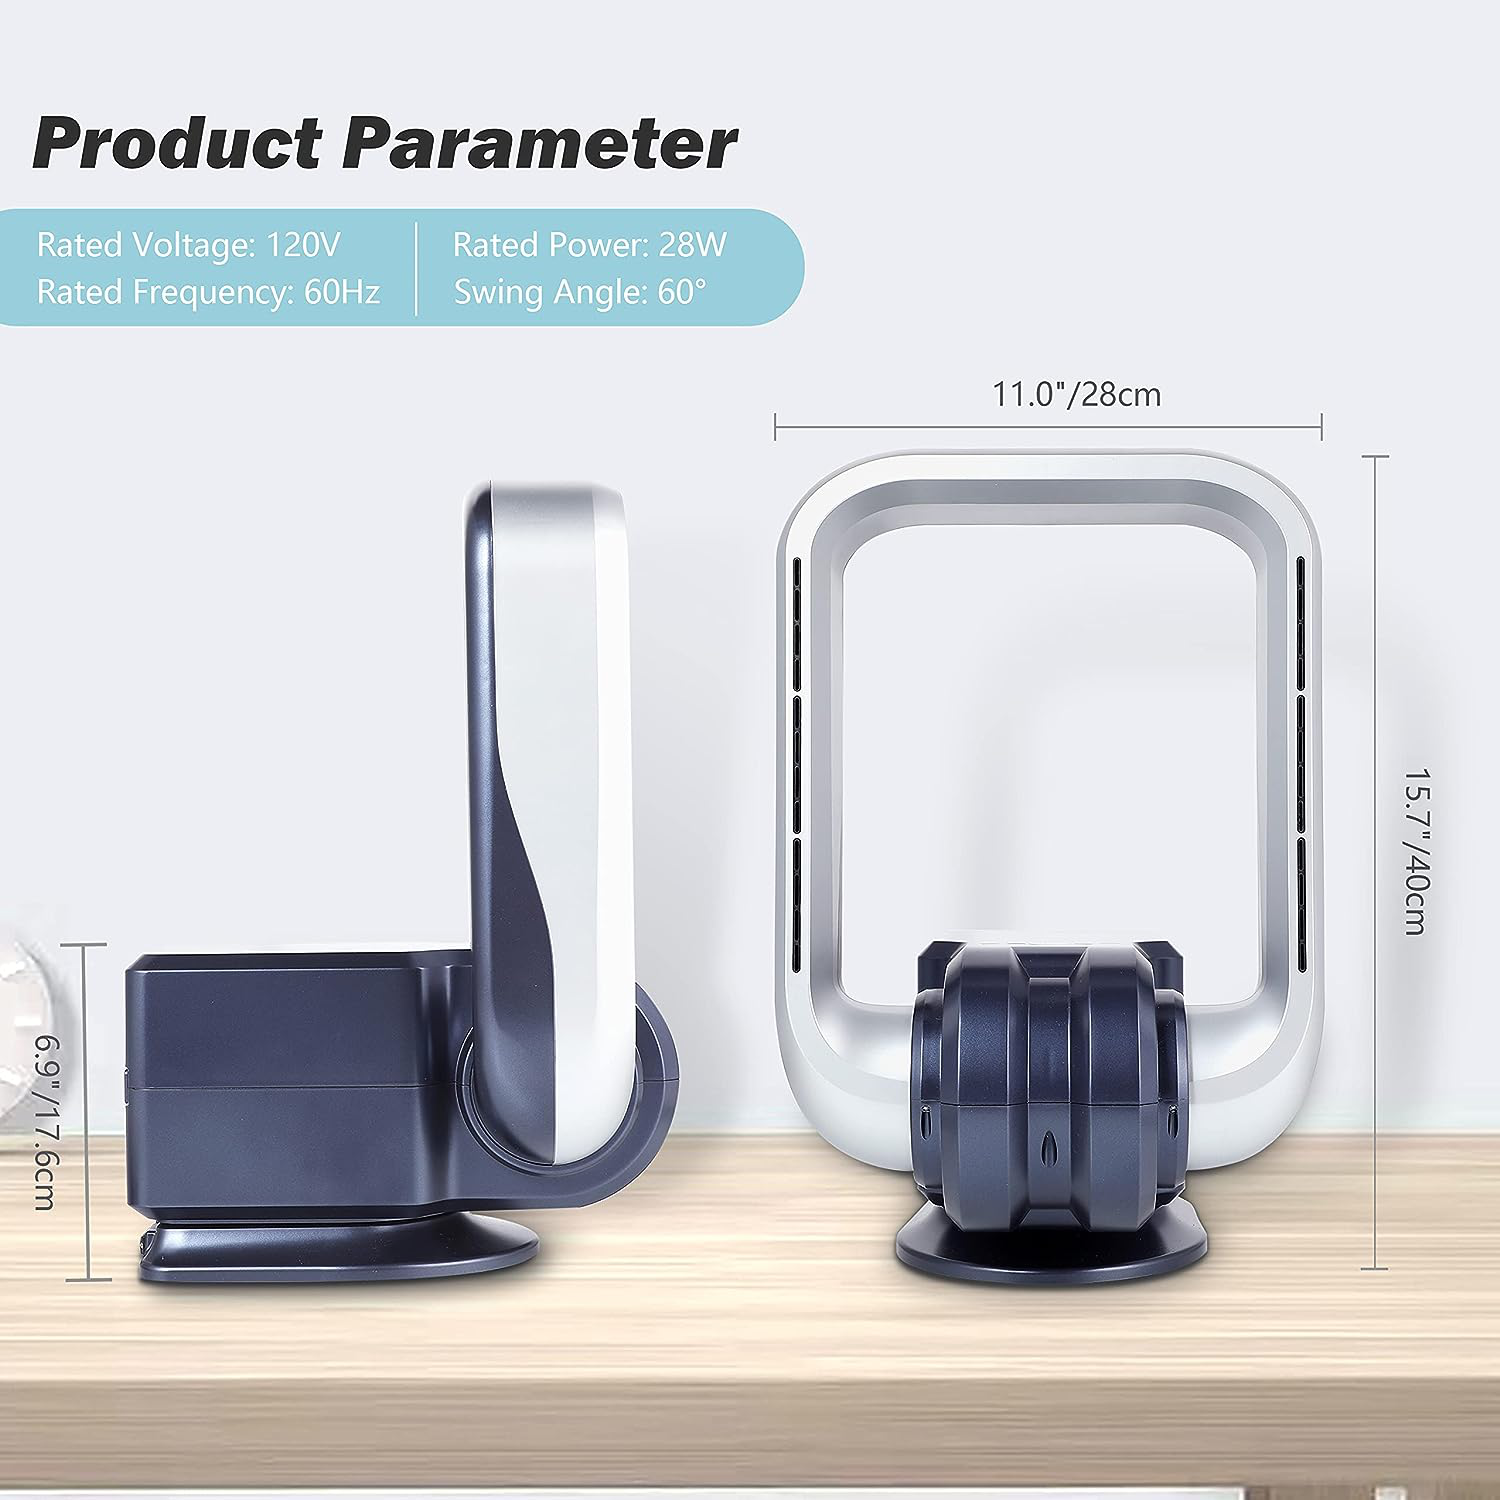 Product Parameter
Rated Voltage: 120V
Rated Frequency: 60Hz
Rated Power: 28W
Swing Angle: 60°
11.0"/28cm
15.7"/40cm
6.9"/17.6cm